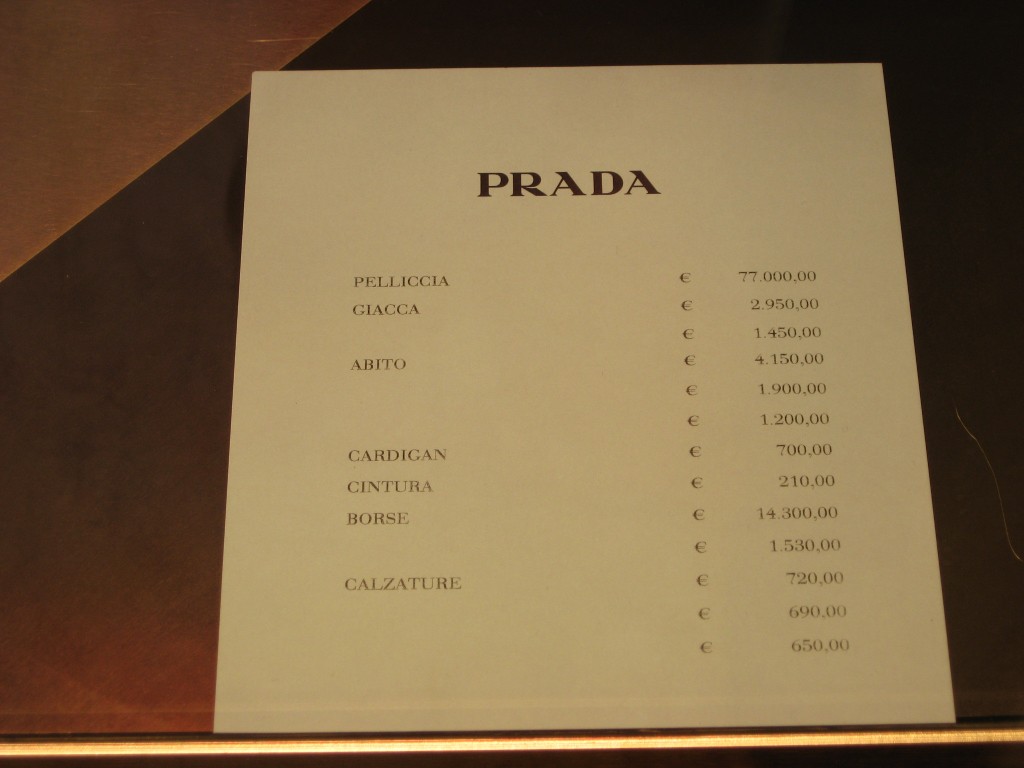 PRADA
PELLICCIA € 77.000,00
GIACCA € 2.950,00
€ 1.450,00
ABITO € 4.150,00
€ 1.900,00
€ 1.200,00
CARDIGAN € 700,00
CINTURA € 210,00
BORSE € 14.300,00
€ 1.530,00
CALZATURE € 720,00
€ 690,00
€ 650,00